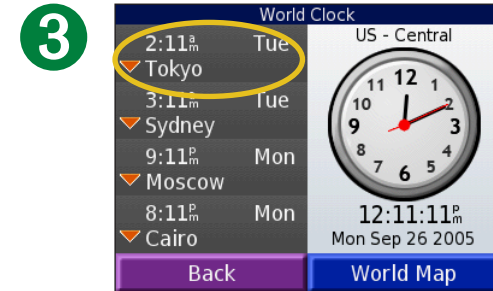 3
World Clock
2:11am Tue
Tokyo
3:11am Tue
Sydney
9:11pm Mon
Moscow
8:11pm Mon
Cairo
US - Central
12
1
2
3
4
5
6
7
8
9
10
11
12:11:11pm
Mon Sep 26 2005
Back
World Map